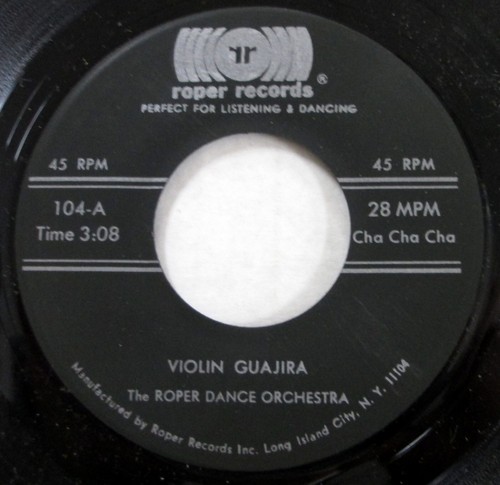 rr
roper records ®
PERFECT FOR LISTENING & DANCING
45 RPM
45 RPM
104-A
Time 3:08
28 MPM
Cha Cha Cha
VIOLIN GUAJIRA
The ROPER DANCE ORCHESTRA
Manufactured by Roper Records Inc. Long Island City, N. Y. 11104